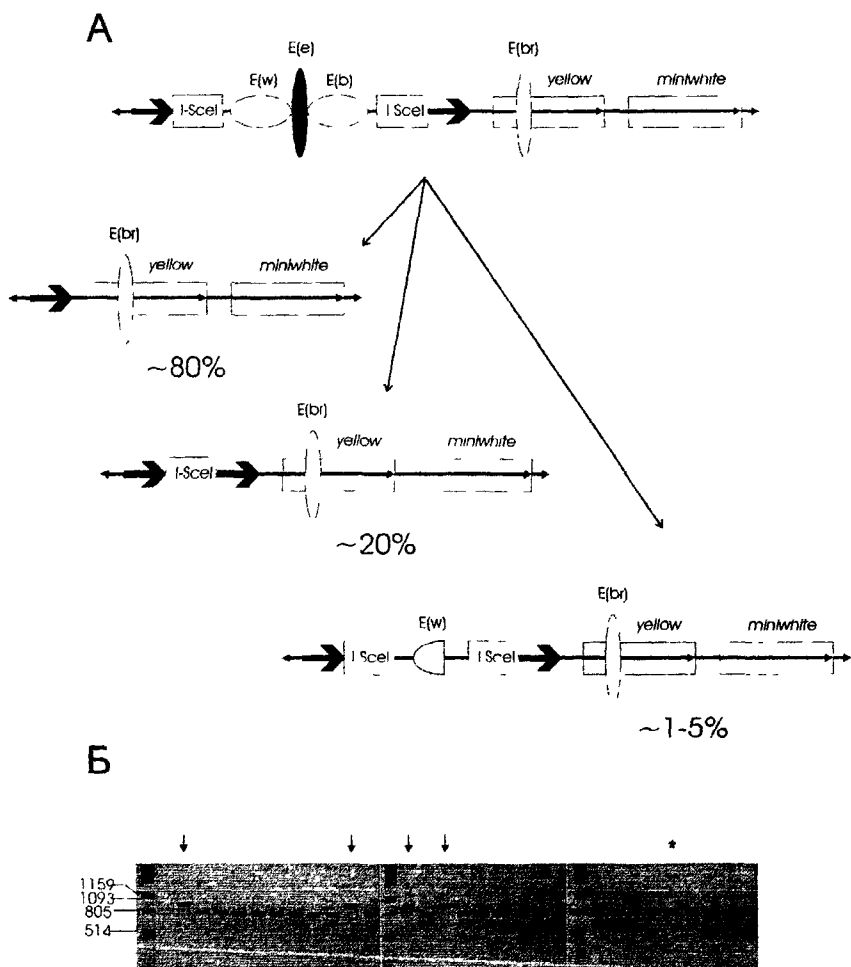 А
E(e)
E(br)
E(w) E(b) yellow miniwhite
I-SceI I SceI
E(br)
yellow miniwhite
~80%
E(br)
yellow miniwhite
I-SceI
~20%
E(br)
E(w) yellow miniwhite
I SceI I SceI
~1-5%
Б
*
1159
1093
805
514